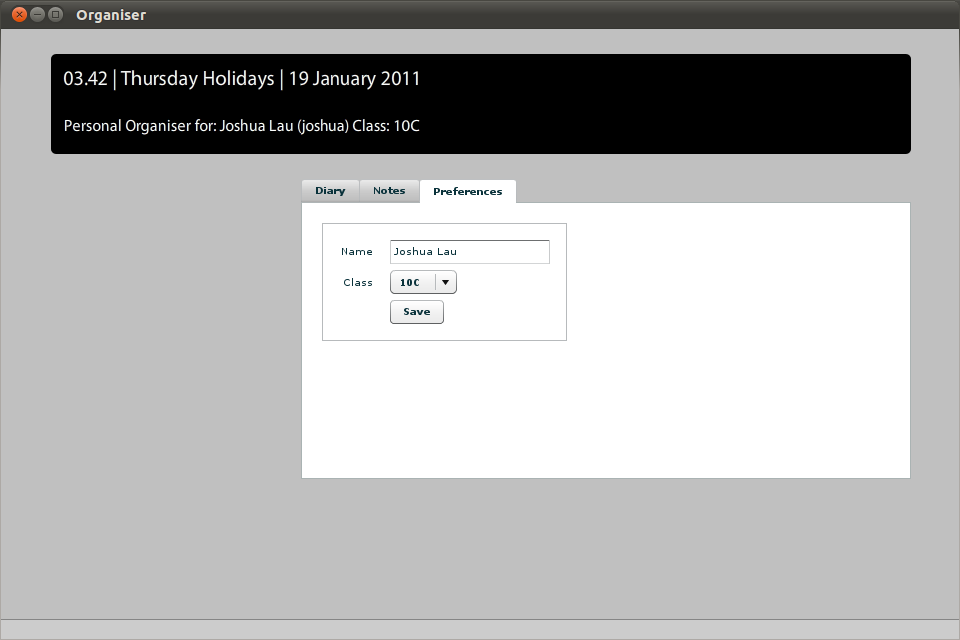 Organiser
03.42 | Thursday Holidays | 19 January 2011
Personal Organiser for: Joshua Lau (joshua) Class: 10C
Diary Notes Preferences
Name Joshua Lau
Class 10C
Save